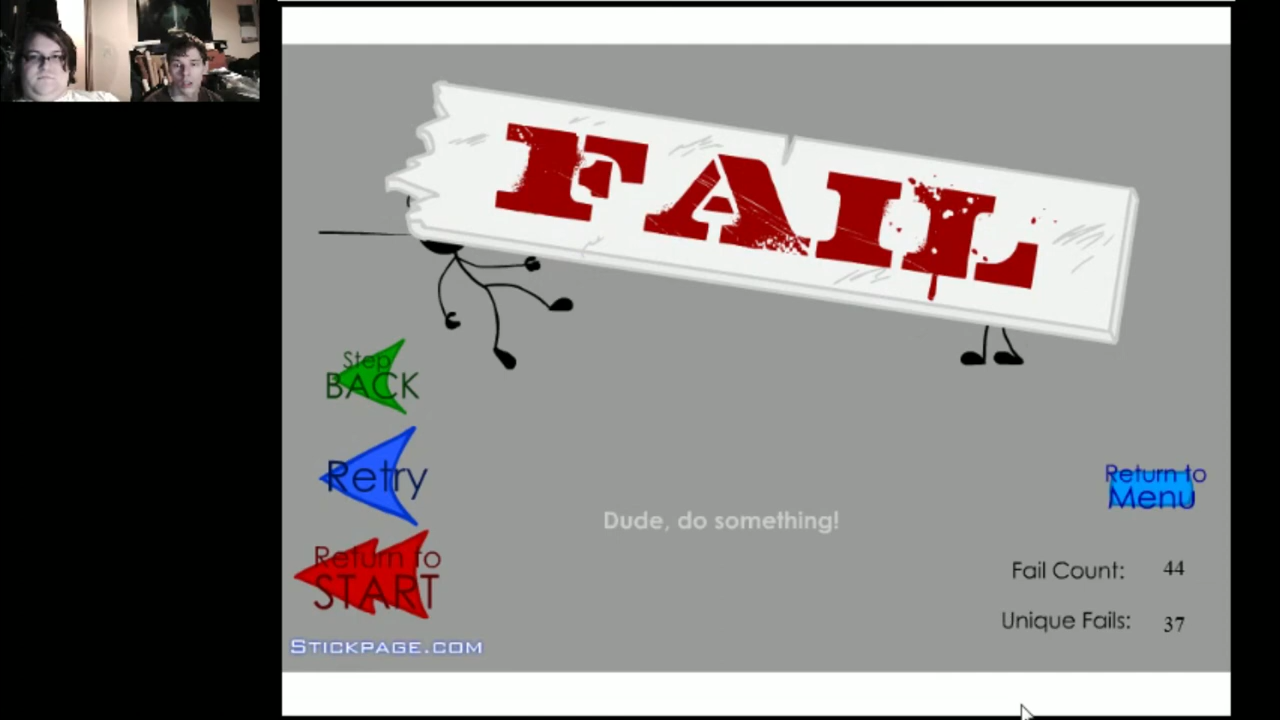 FAIL
Step
BACK
Retry
Return to
START
Return to
Menu
Dude, do something!
Fail Count: 44
Unique Fails: 37
STICKPAGE.COM